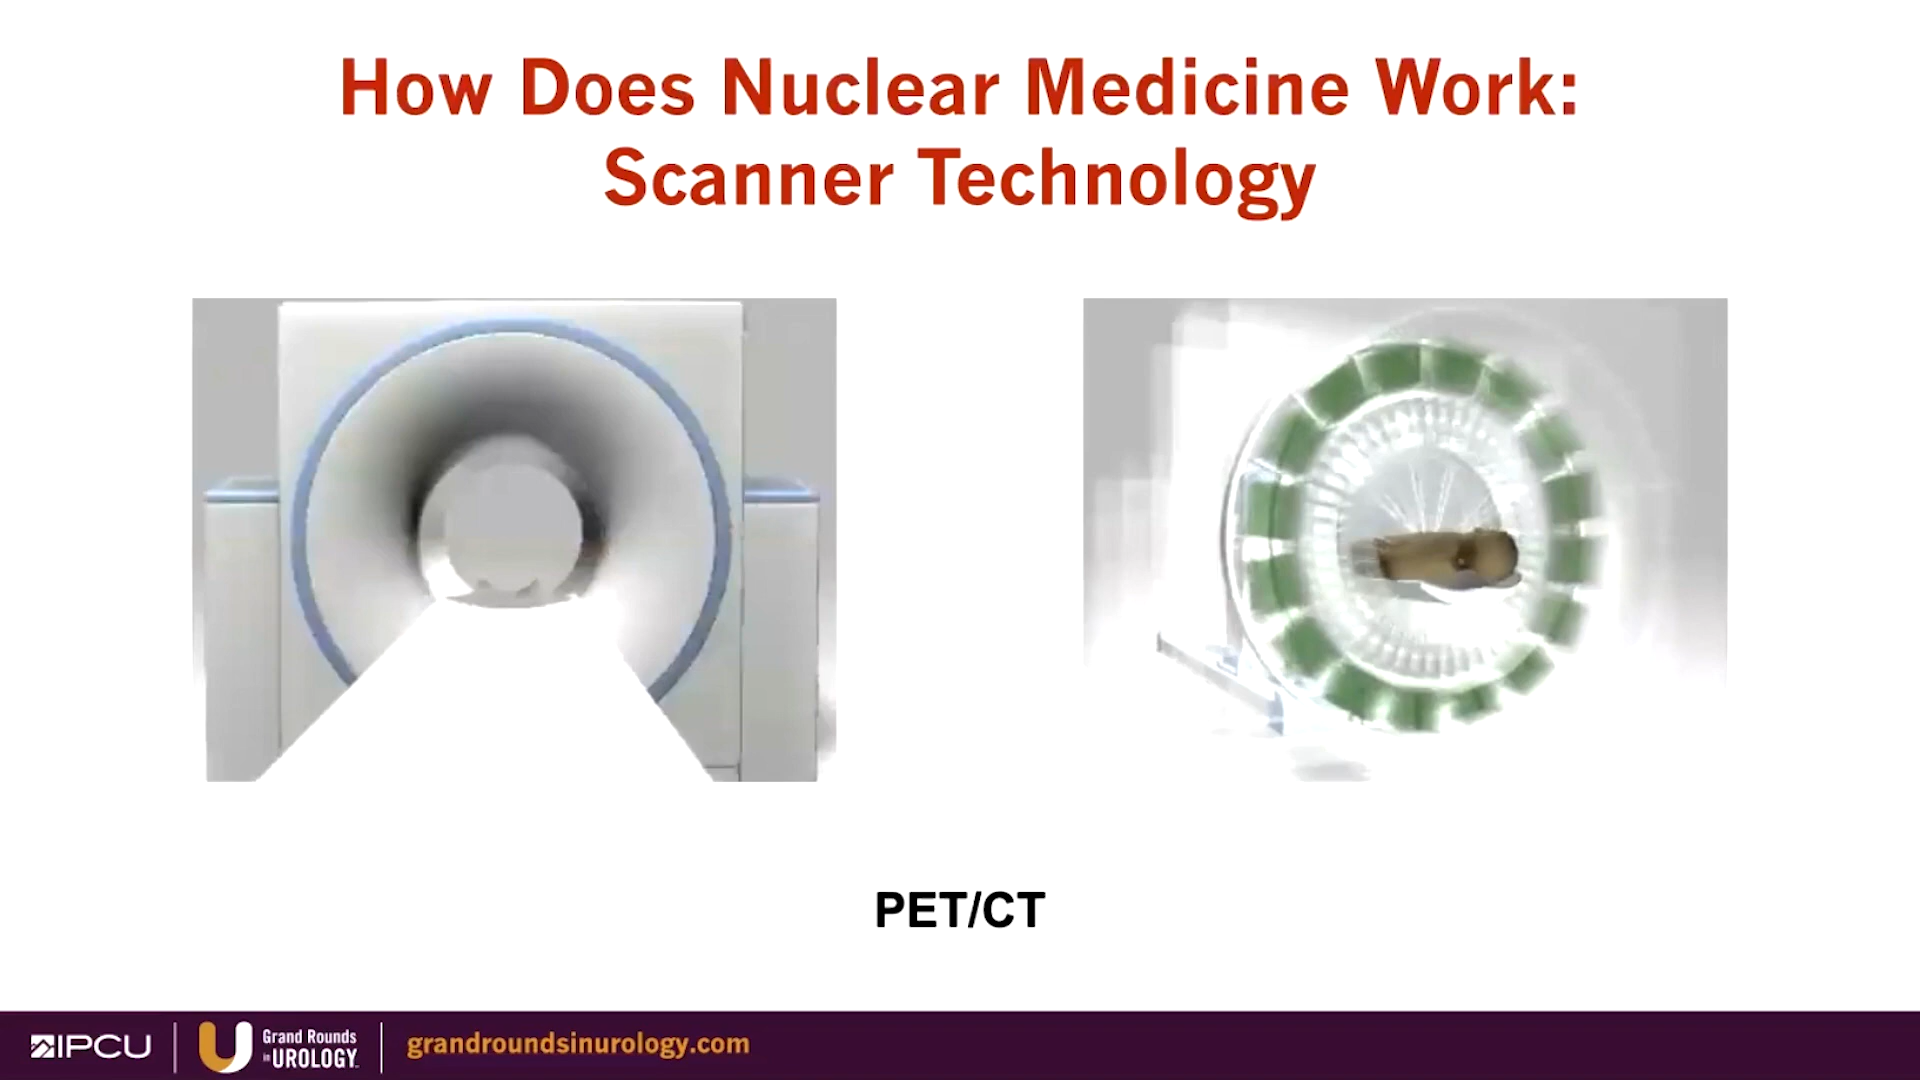 How Does Nuclear Medicine Work:
Scanner Technology
PET/CT
IPCU
Grand Rounds
in UROLOGY
grandroundsinurology.com